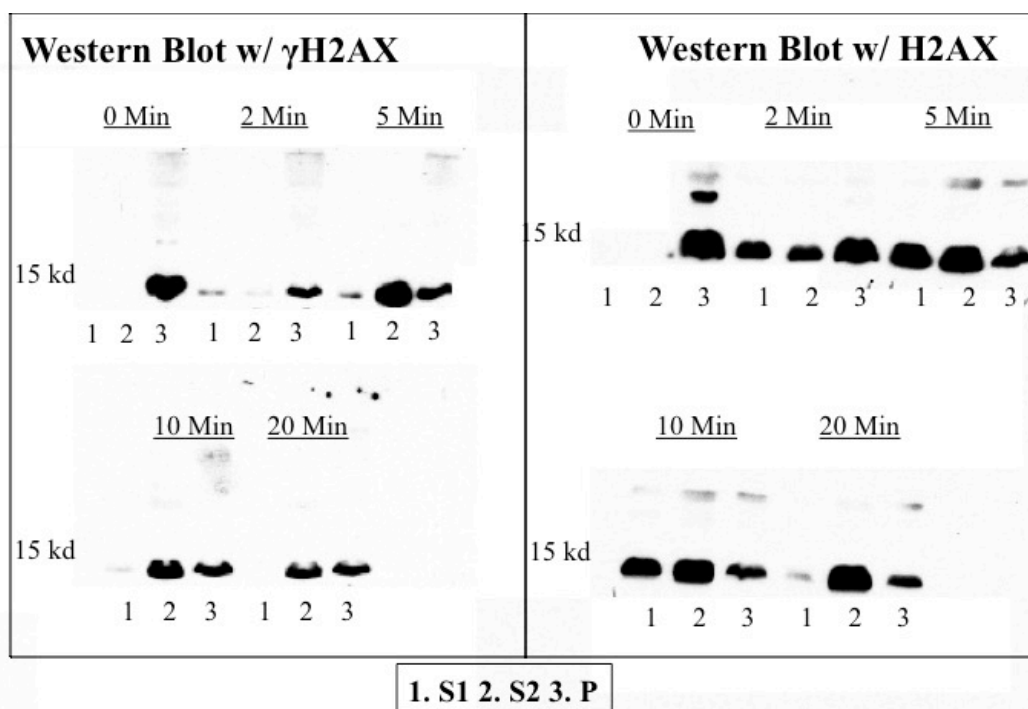 Western Blot w/ γH2AX
0 Min 2 Min 5 Min
15 kd
1 2 3 1 2 3 1 2 3
10 Min 20 Min
15 kd
1 2 3 1 2 3
Western Blot w/ H2AX
0 Min 2 Min 5 Min
15 kd
1 2 3 1 2 3 1 2 3
10 Min 20 Min
15 kd
1 2 3 1 2 3
1. S1 2. S2 3. P